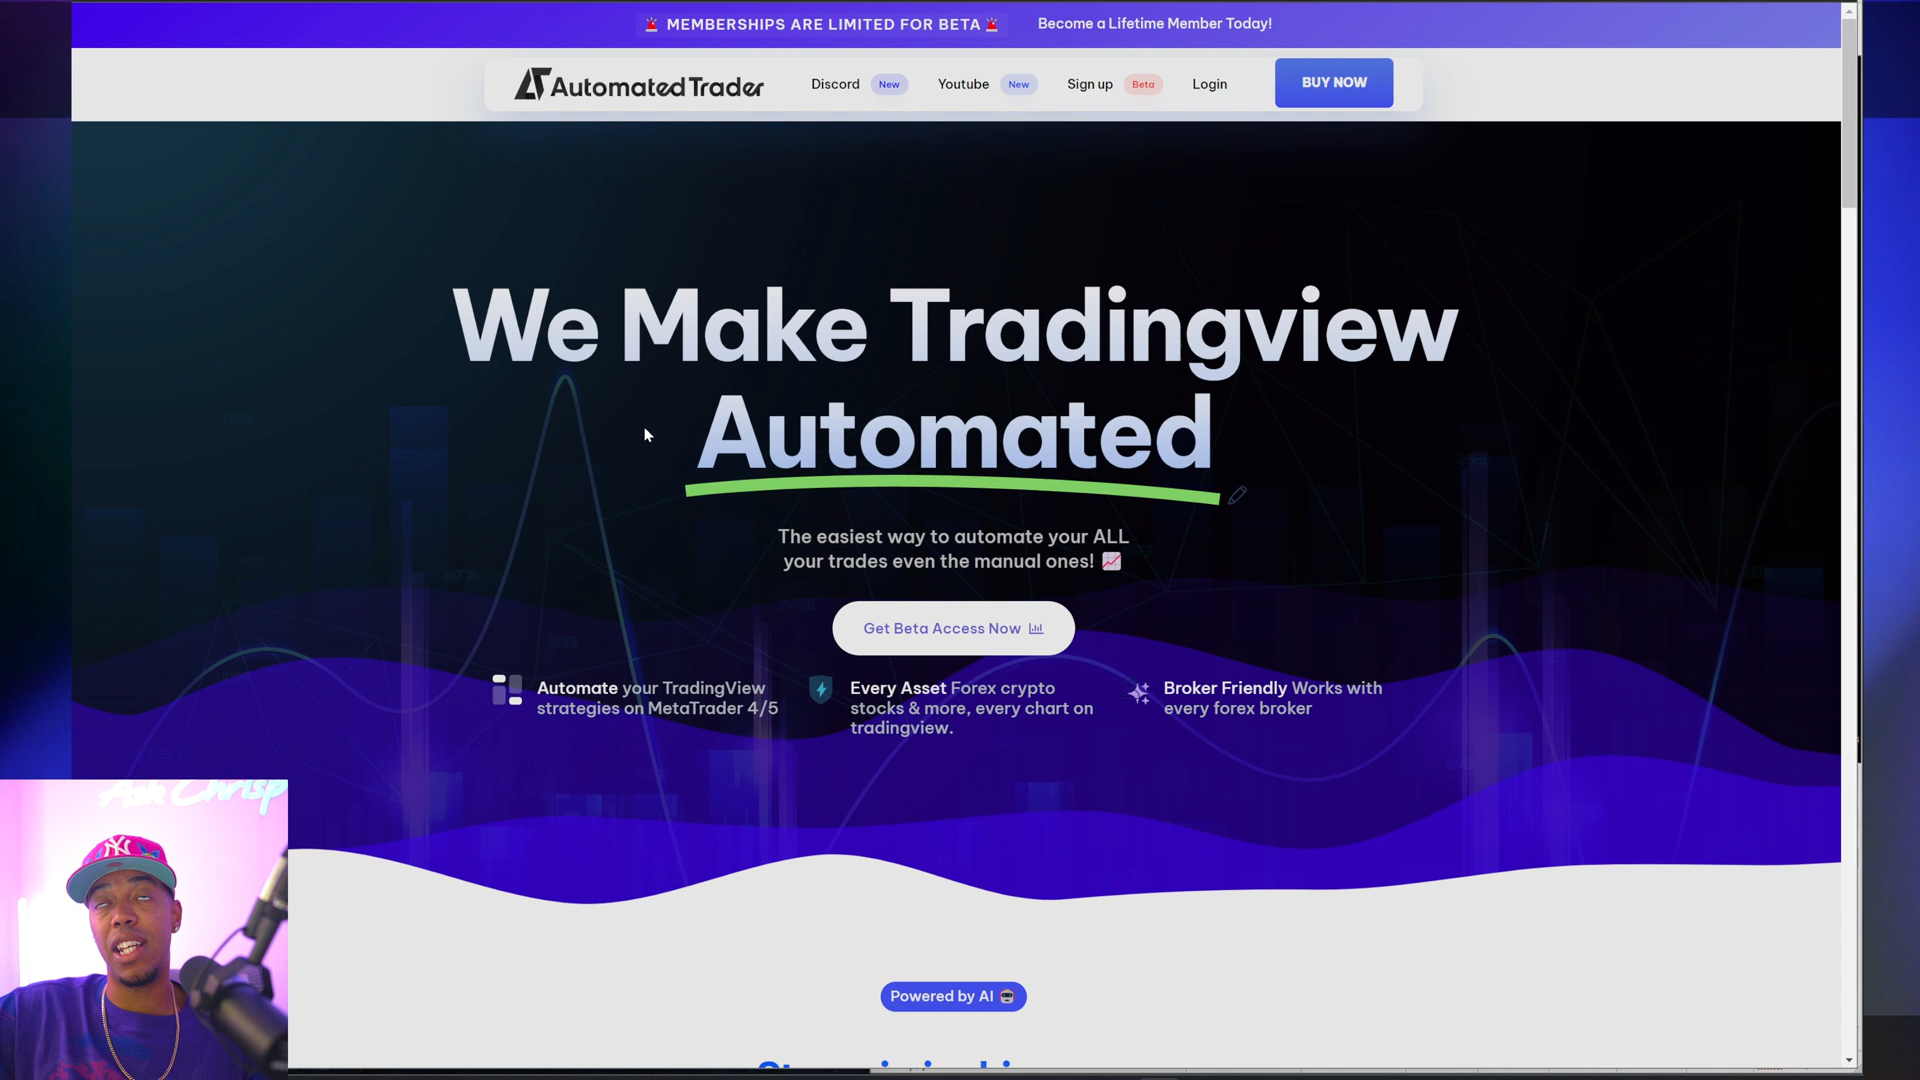 🚨 MEMBERSHIPS ARE LIMITED FOR BETA 🚨 Become a Lifetime Member Today!
AutomatedTrader Discord New Youtube New Sign up Beta Login BUY NOW
We Make Tradingview
Automated
The easiest way to automate your ALL
your trades even the manual ones! 📈
Get Beta Access Now
Automate your TradingView
strategies on MetaTrader 4/5
Every Asset Forex crypto
stocks & more, every chart on
tradingview.
Broker Friendly Works with
every forex broker
Ask Chrisp
NY
Powered by AI